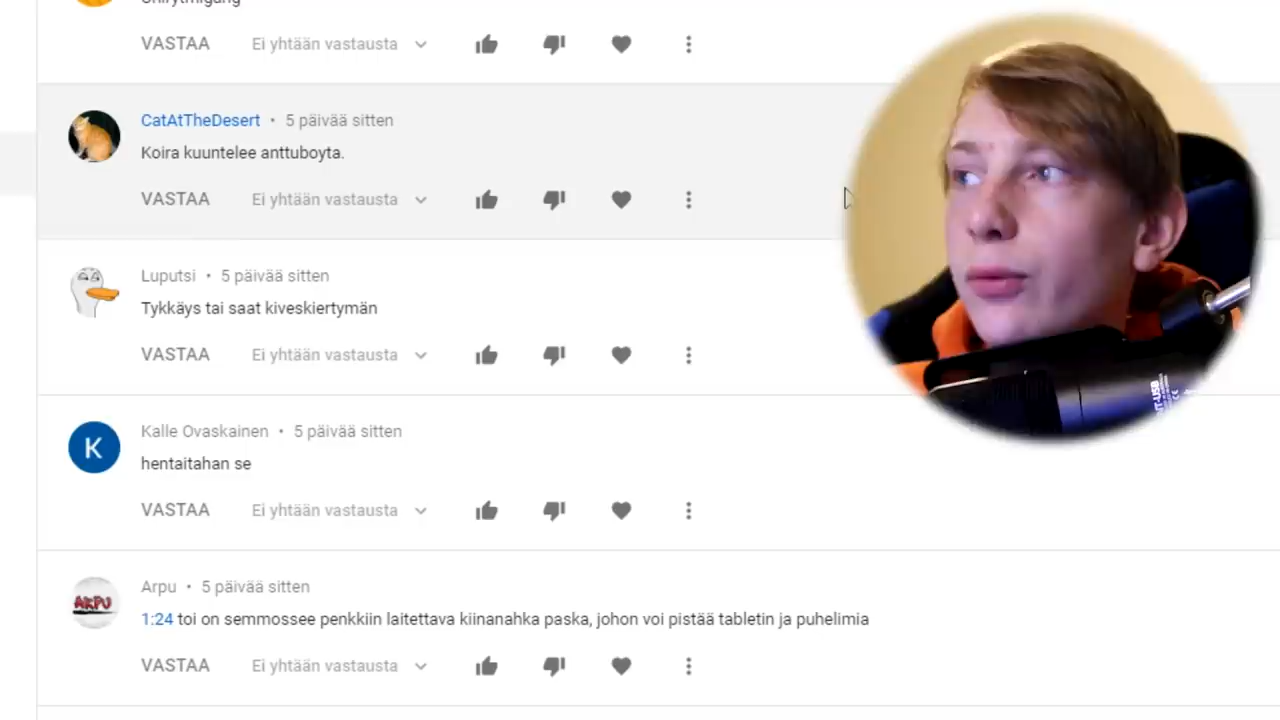 VASTAA Ei yhtään vastausta
CatAtTheDesert • 5 päivää sitten
Koira kuuntelee anttuboyta.
VASTAA Ei yhtään vastausta
Luputsi • 5 päivää sitten
Tykkäys tai saat kiveskiertymän
VASTAA Ei yhtään vastausta
K
Kalle Ovaskainen • 5 päivää sitten
hentaitahan se
VASTAA Ei yhtään vastausta
AKPU
Arpu • 5 päivää sitten
1:24 toi on semmossee penkkiin laitettava kiinanahka paska, johon voi pistää tabletin ja puhelimia
VASTAA Ei yhtään vastausta